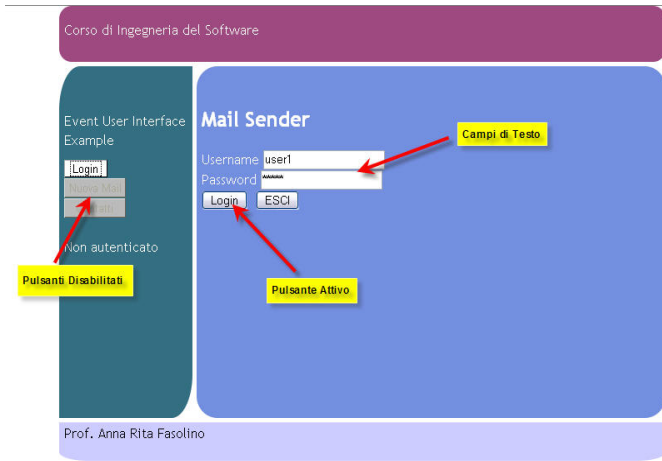 Corso di Ingegneria del Software
Event User Interface
Example
Login
Nuova Mail
Non autenticato
Pulsanti Disabilitati
Mail Sender
Username user1
Password *****
Login ESCI
Campi di Testo
Pulsante Attivo
Prof. Anna Rita Fasolino